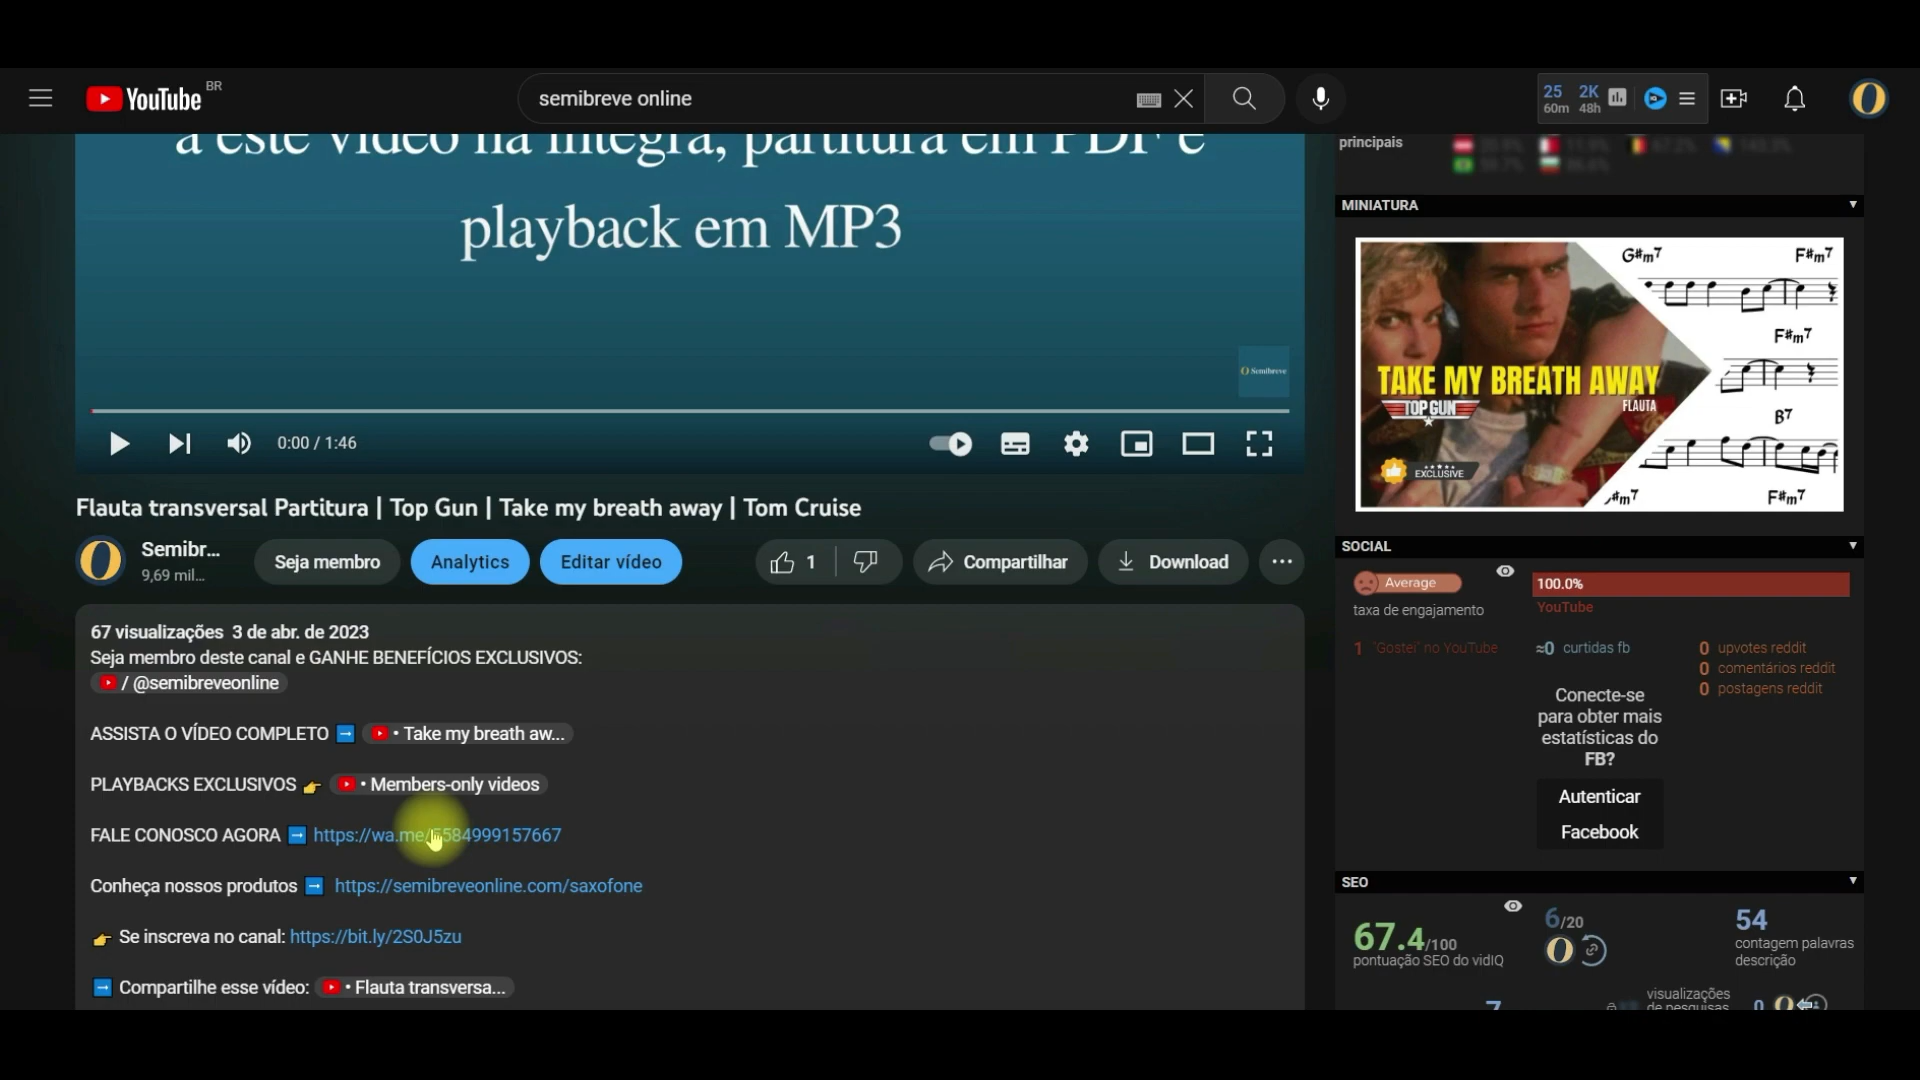 YouTube BR
semibreve online
25 2K
60m 48h
a este vídeo na íntegra, partitura em PDF e
playback em MP3
Semibreve
0:00 / 1:46
Flauta transversal Partitura | Top Gun | Take my breath away | Tom Cruise
Semibr...
9,69 mil...
Seja membro
Analytics
Editar vídeo
1
Compartilhar
Download
67 visualizações 3 de abr. de 2023
Seja membro deste canal e GANHE BENEFÍCIOS EXCLUSIVOS:
/ @semibreveonline
ASSISTA O VÍDEO COMPLETO ➡ • Take my breath aw...
PLAYBACKS EXCLUSIVOS 👉 • Members-only videos
FALE CONOSCO AGORA ➡ https://wa.me/5584999157667
Conheça nossos produtos ➡ https://semibreveonline.com/saxofone
👉 Se inscreva no canal: https://bit.ly/2S0J5zu
➡ Compartilhe esse vídeo: • Flauta transversa...
principais
MINIATURA
G#m7 F#m7
F#m7
B7
F#m7
TAKE MY BREATH AWAY
TOP GUN
FLAUTA
EXCLUSIVE
SOCIAL
Average
taxa de engajamento
100.0%
YouTube
1 "Gostei" no YouTube
≈0 curtidas fb
0 upvotes reddit
0 comentários reddit
0 postagens reddit
Conecte-se
para obter mais
estatísticas do
FB?
Autenticar
Facebook
SEO
67.4/100
pontuação SEO do vidIQ
6/20
54
contagem palavras
descrição
visualizações
de pesquisas
0